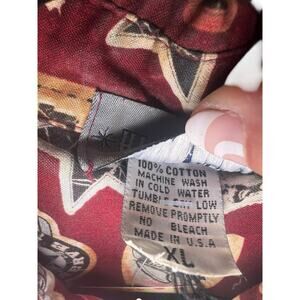 100% COTTON
MACHINE WASH
IN COLD WATER
TUMBLE DRY LOW
REMOVE PROMPTLY
NO BLEACH
MADE IN U.S.A
XL